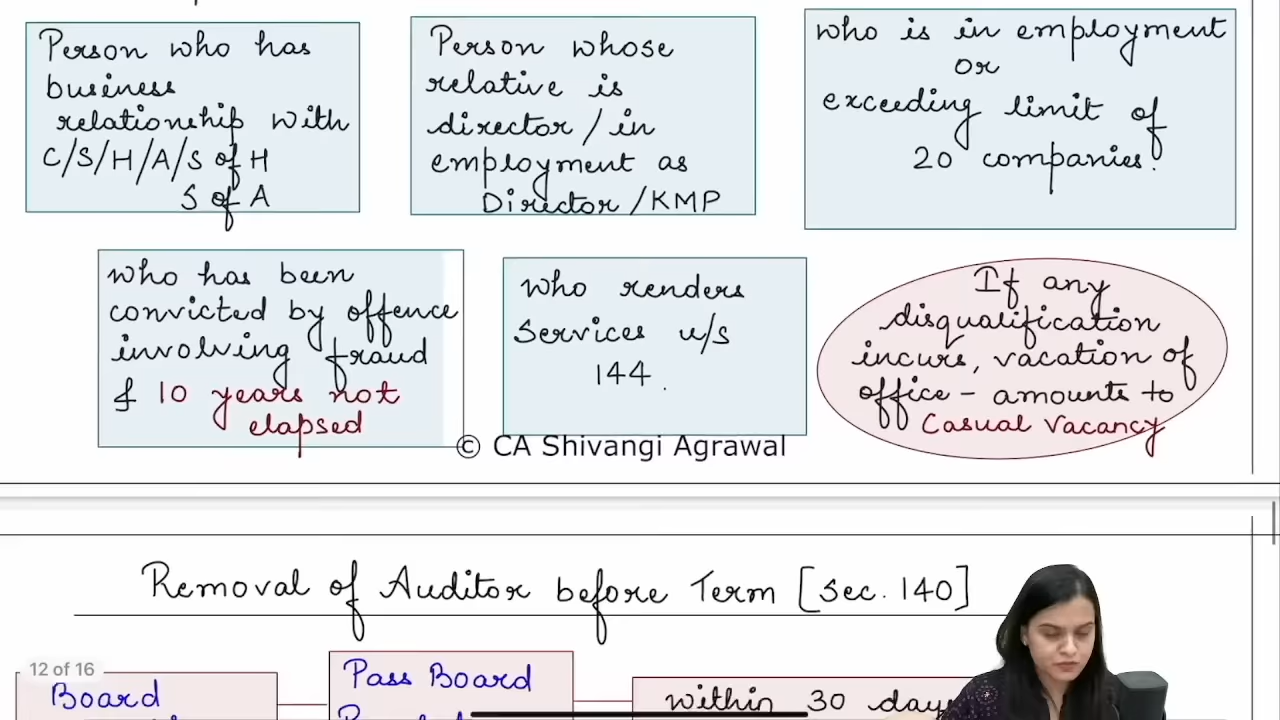 Person who has
business
relationship with
C/S/H/A/S of H
S of A
Person whose
relative is
director/in
employment as
Director/KMP
who is in employment
or
exceeding limit of
20 companies.
who has been
convicted by offence
involving fraud
& 10 years not
elapsed
who renders
Services u/s
144.
If any
disqualification
incurs, vacation of
office - amounts to
Casual Vacancy
© CA Shivangi Agrawal
Removal of Auditor before Term [Sec. 140]
12 of 16
Board
Pass Board
within 30 days